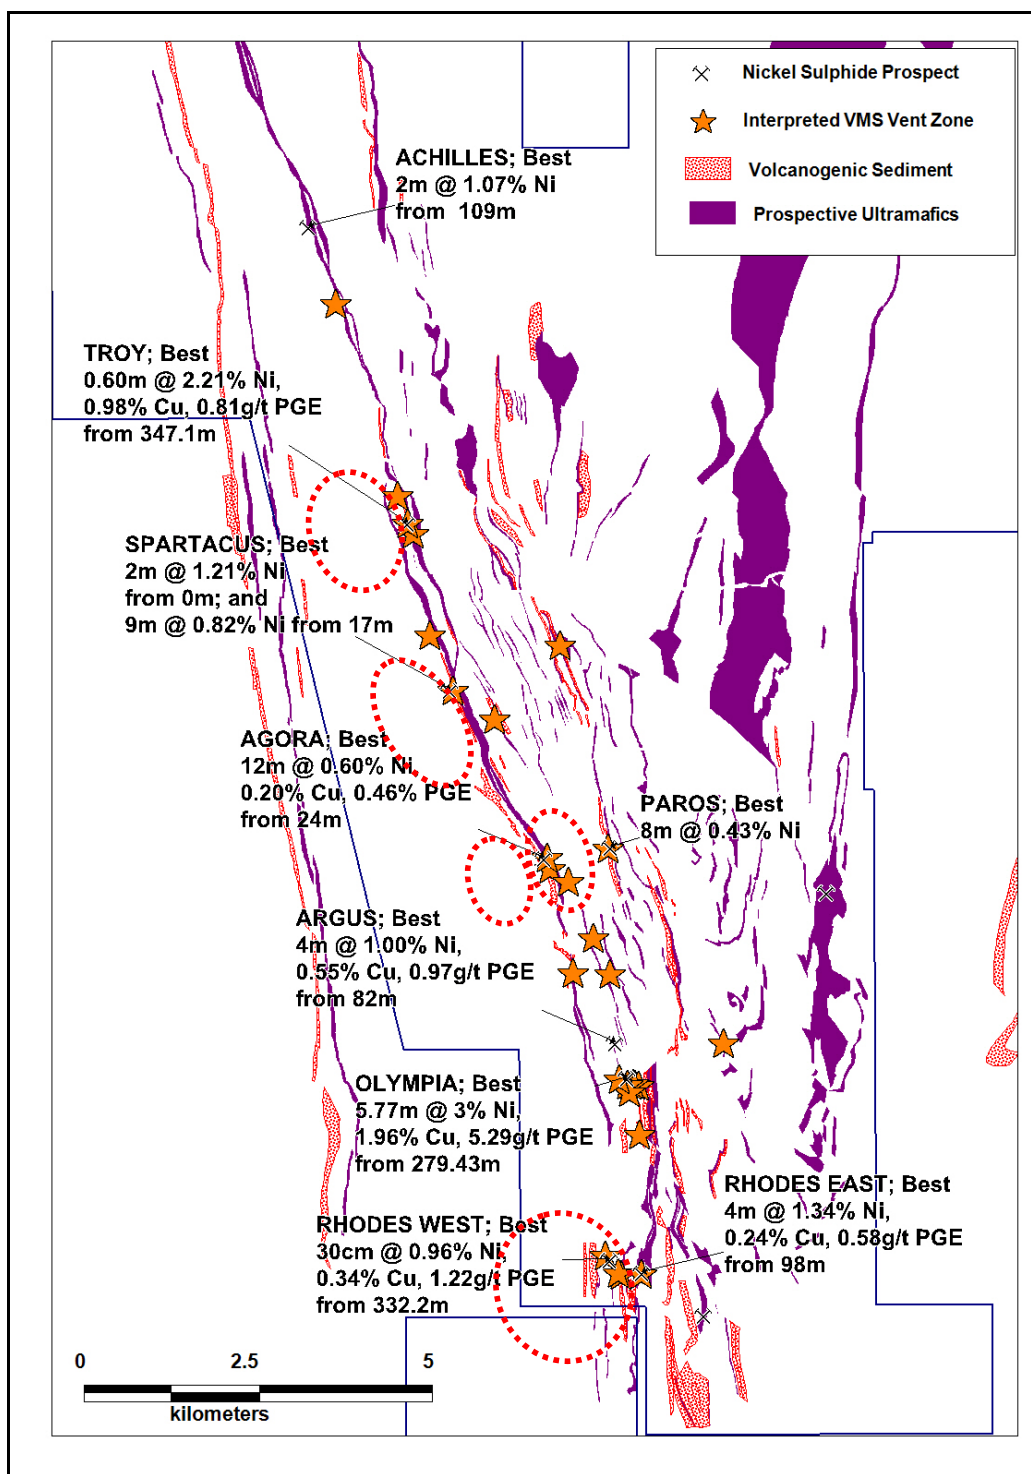 Nickel Sulphide Prospect
Interpreted VMS Vent Zone
Volcanogenic Sediment
Prospective Ultramafics
ACHILLES; Best
2m @ 1.07% Ni
from 109m
TROY; Best
0.60m @ 2.21% Ni,
0.98% Cu, 0.81g/t PGE
from 347.1m
SPARTACUS; Best
2m @ 1.21% Ni
from 0m; and
9m @ 0.82% Ni from 17m
AGORA; Best
12m @ 0.60% Ni,
0.20% Cu, 0.46% PGE
from 24m
PAROS; Best
8m @ 0.43% Ni
ARGUS; Best
4m @ 1.00% Ni,
0.55% Cu, 0.97g/t PGE
from 82m
OLYMPIA; Best
5.77m @ 3% Ni,
1.96% Cu, 5.29g/t PGE
from 279.43m
RHODES EAST; Best
4m @ 1.34% Ni,
0.24% Cu, 0.58g/t PGE
from 98m
RHODES WEST; Best
30cm @ 0.96% Ni,
0.34% Cu, 1.22g/t PGE
from 332.2m
0 2.5 5
kilometers